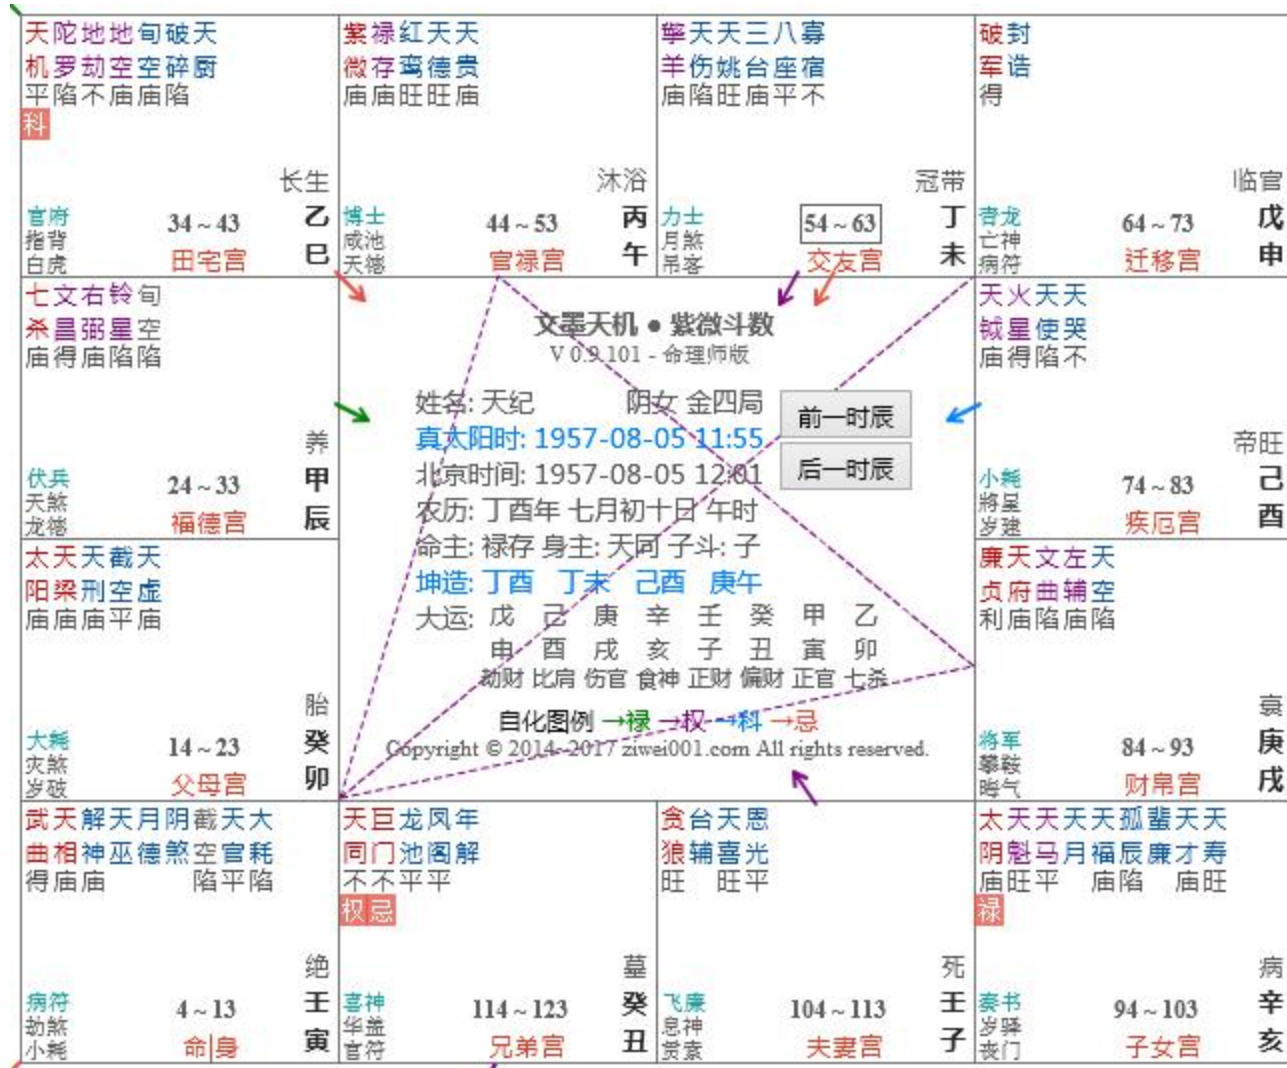 天陀地地旬破天
机罗劫空空碎厨
平陷不庙庙陷
科
长生
官府
指背
白虎
34~43
田宅宫
乙
巳
紫禄红天天
微存鸾德贵
庙庙旺旺庙
沐浴
博士
咸池
天德
44~53
官禄宫
丙
午
擎天天三八寡
羊伤姚台座宿
庙陷旺庙平不
冠带
力士
月煞
吊客
54~63
交友宫
丁
未
破封
军诰
得
临官
青龙
亡神
病符
64~73
迁移宫
戊
申
七文右铃旬
杀昌弼星空
庙得庙陷陷
养
伏兵
天煞
龙德
24~33
福德宫
甲
辰
文墨天机 ● 紫微斗数
V 0.9.101 - 命理师版
姓名: 天纪 阴女 金四局
真太阳时: 1957-08-05 11:55
北京时间: 1957-08-05 12:01
农历: 丁酉年 七月初十日 午时
命主: 禄存 身主: 天同 子斗: 子
坤造: 丁酉 丁未 己酉 庚午
大运: 戊 己 庚 辛 壬 癸 甲 乙
申 酉 戌 亥 子 丑 寅 卯
劫财 比肩 伤官 食神 正财 偏财 正官 七杀
自化图例 →禄 →权 →科 →忌
Copyright © 2014~2017 ziwei001.com All rights reserved.
前一时辰
后一时辰
天火天天
钺星使哭
庙得陷不
帝旺
小耗
将星
岁建
74~83
疾厄宫
己
酉
太天天截天
阳梁刑空虚
庙庙庙平庙
胎
大耗
灾煞
岁破
14~23
父母宫
癸
卯
廉天文左天
贞府曲辅空
利庙陷庙陷
衰
将军
攀鞍
晦气
84~93
财帛宫
庚
戌
武天解天月阴截天大
曲相神巫德煞空官耗
得庙庙 陷平陷
绝
病符
劫煞
小耗
4~13
命|身
壬
寅
天巨龙凤年
同门池阁解
不不平平
权忌
墓
喜神
华盖
官符
114~123
兄弟宫
癸
丑
贪台天恩
狼辅喜光
旺 旺平
死
飞廉
息神
贯索
104~113
夫妻宫
壬
子
太天天天天孤蜚天天
阴魁马月福辰廉才寿
庙旺平 庙陷 庙旺
禄
病
奏书
岁驿
丧门
94~103
子女宫
辛
亥